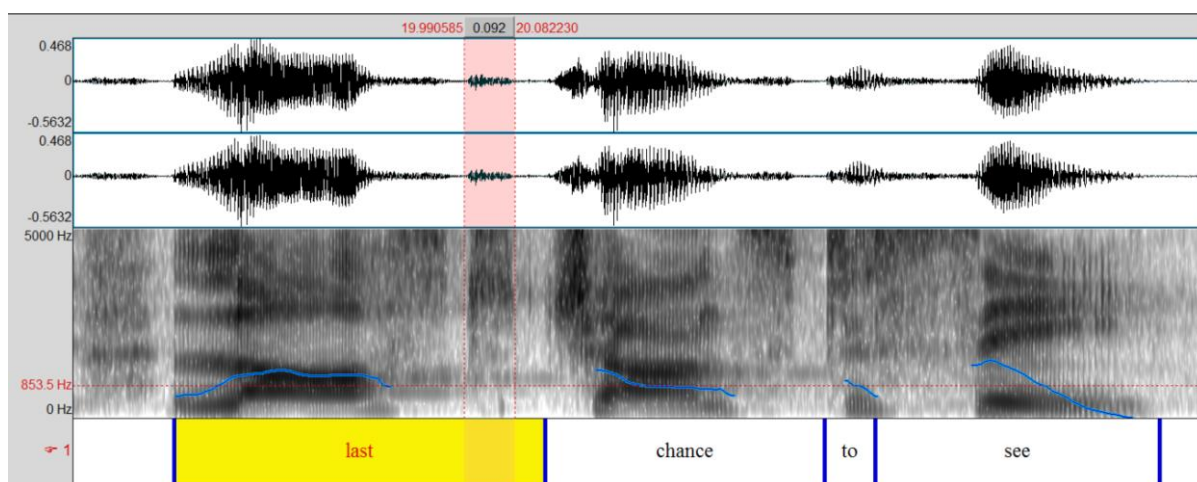 19.990585 0.092 20.082230
0.468
0
-0.5632
0.468
0
-0.5632
5000 Hz
853.5 Hz
0 Hz
☞ 1 last chance to see